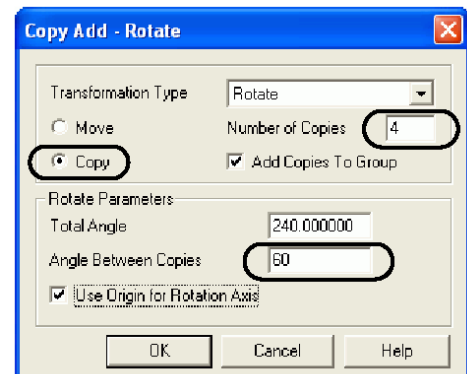 Copy Add - Rotate
Transformation Type Rotate
Move Number of Copies 4
Copy Add Copies To Group
Rotate Parameters
Total Angle 240.000000
Angle Between Copies 60
Use Origin for Rotation Axis
OK Cancel Help